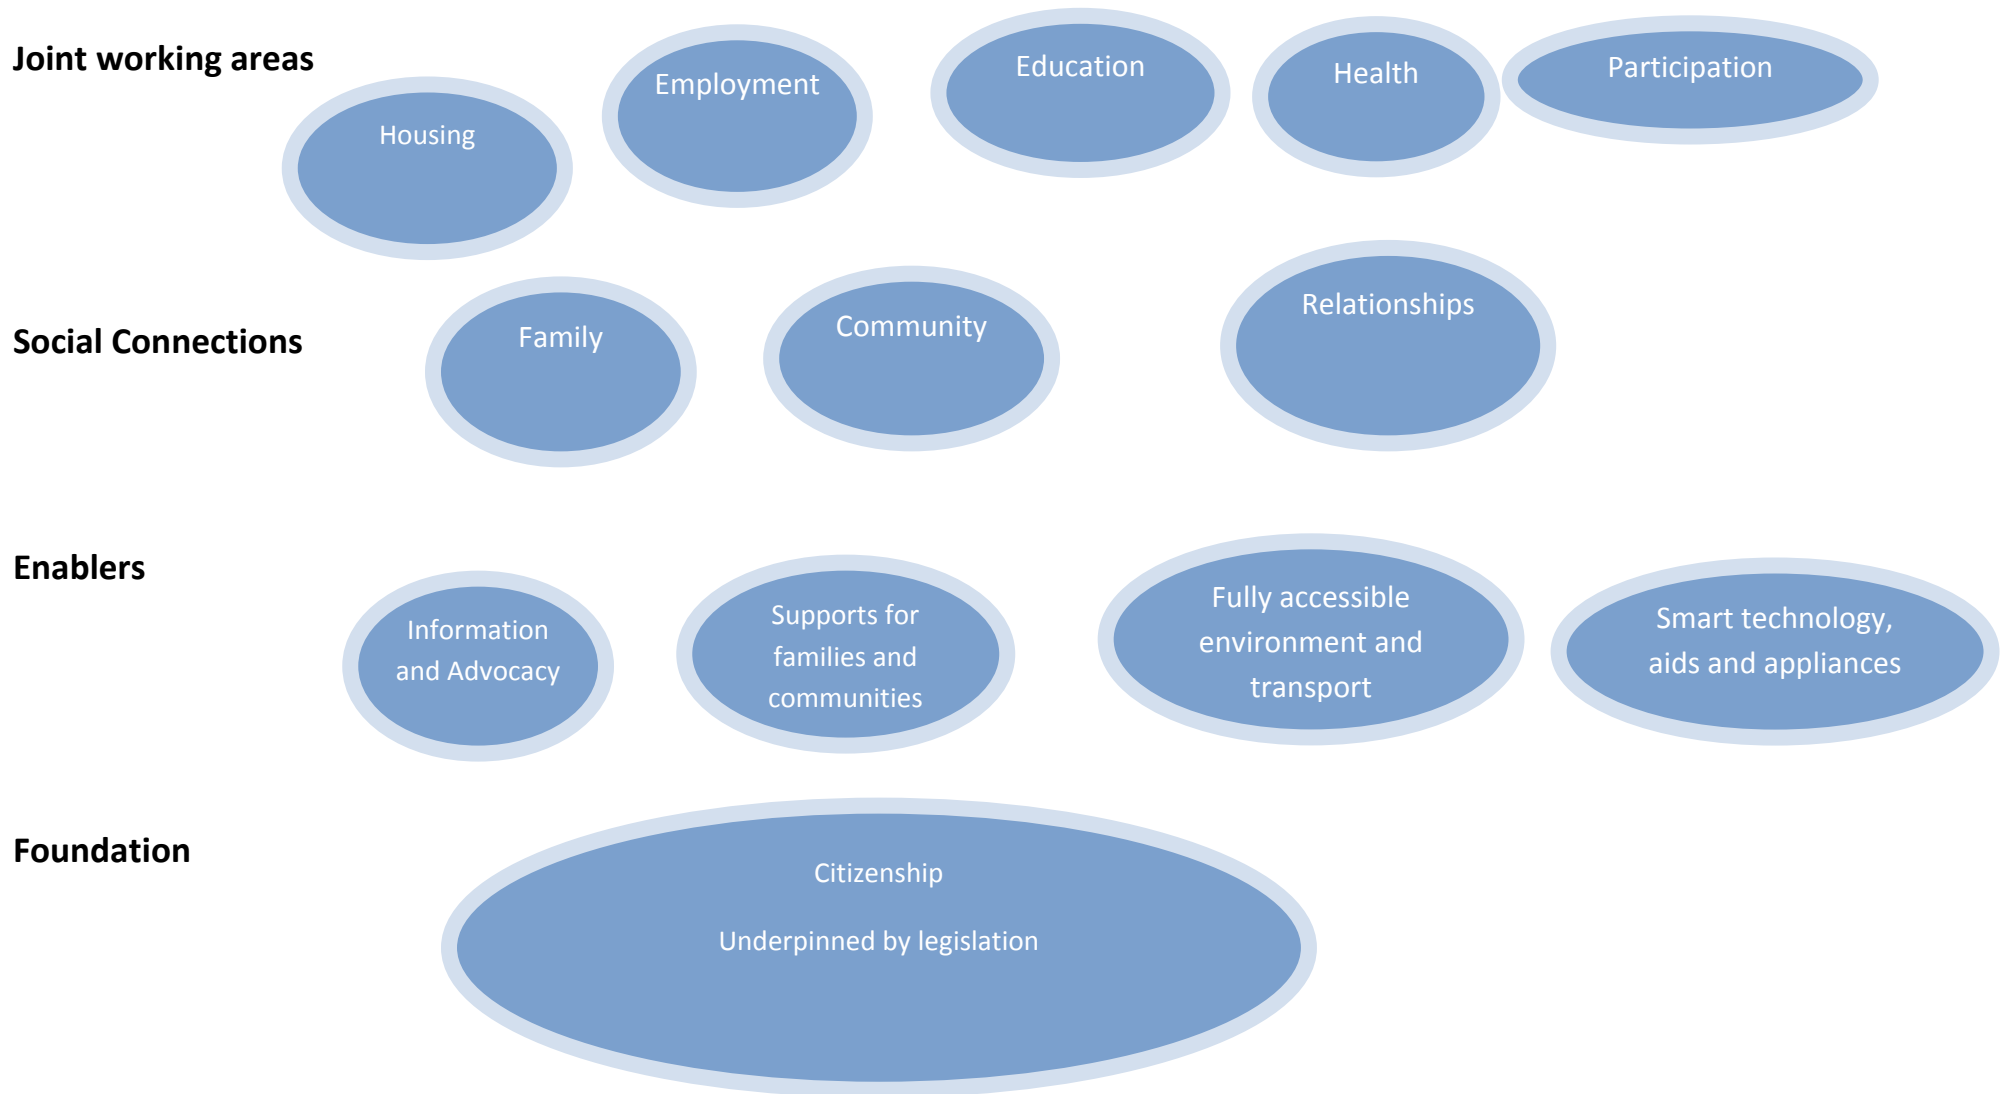 Joint working areas
Housing
Employment
Education
Health
Participation
Social Connections
Family
Community
Relationships
Enablers
Information
and Advocacy
Supports for
families and
communities
Fully accessible
environment and
transport
Smart technology,
aids and appliances
Foundation
Citizenship
Underpinned by legislation